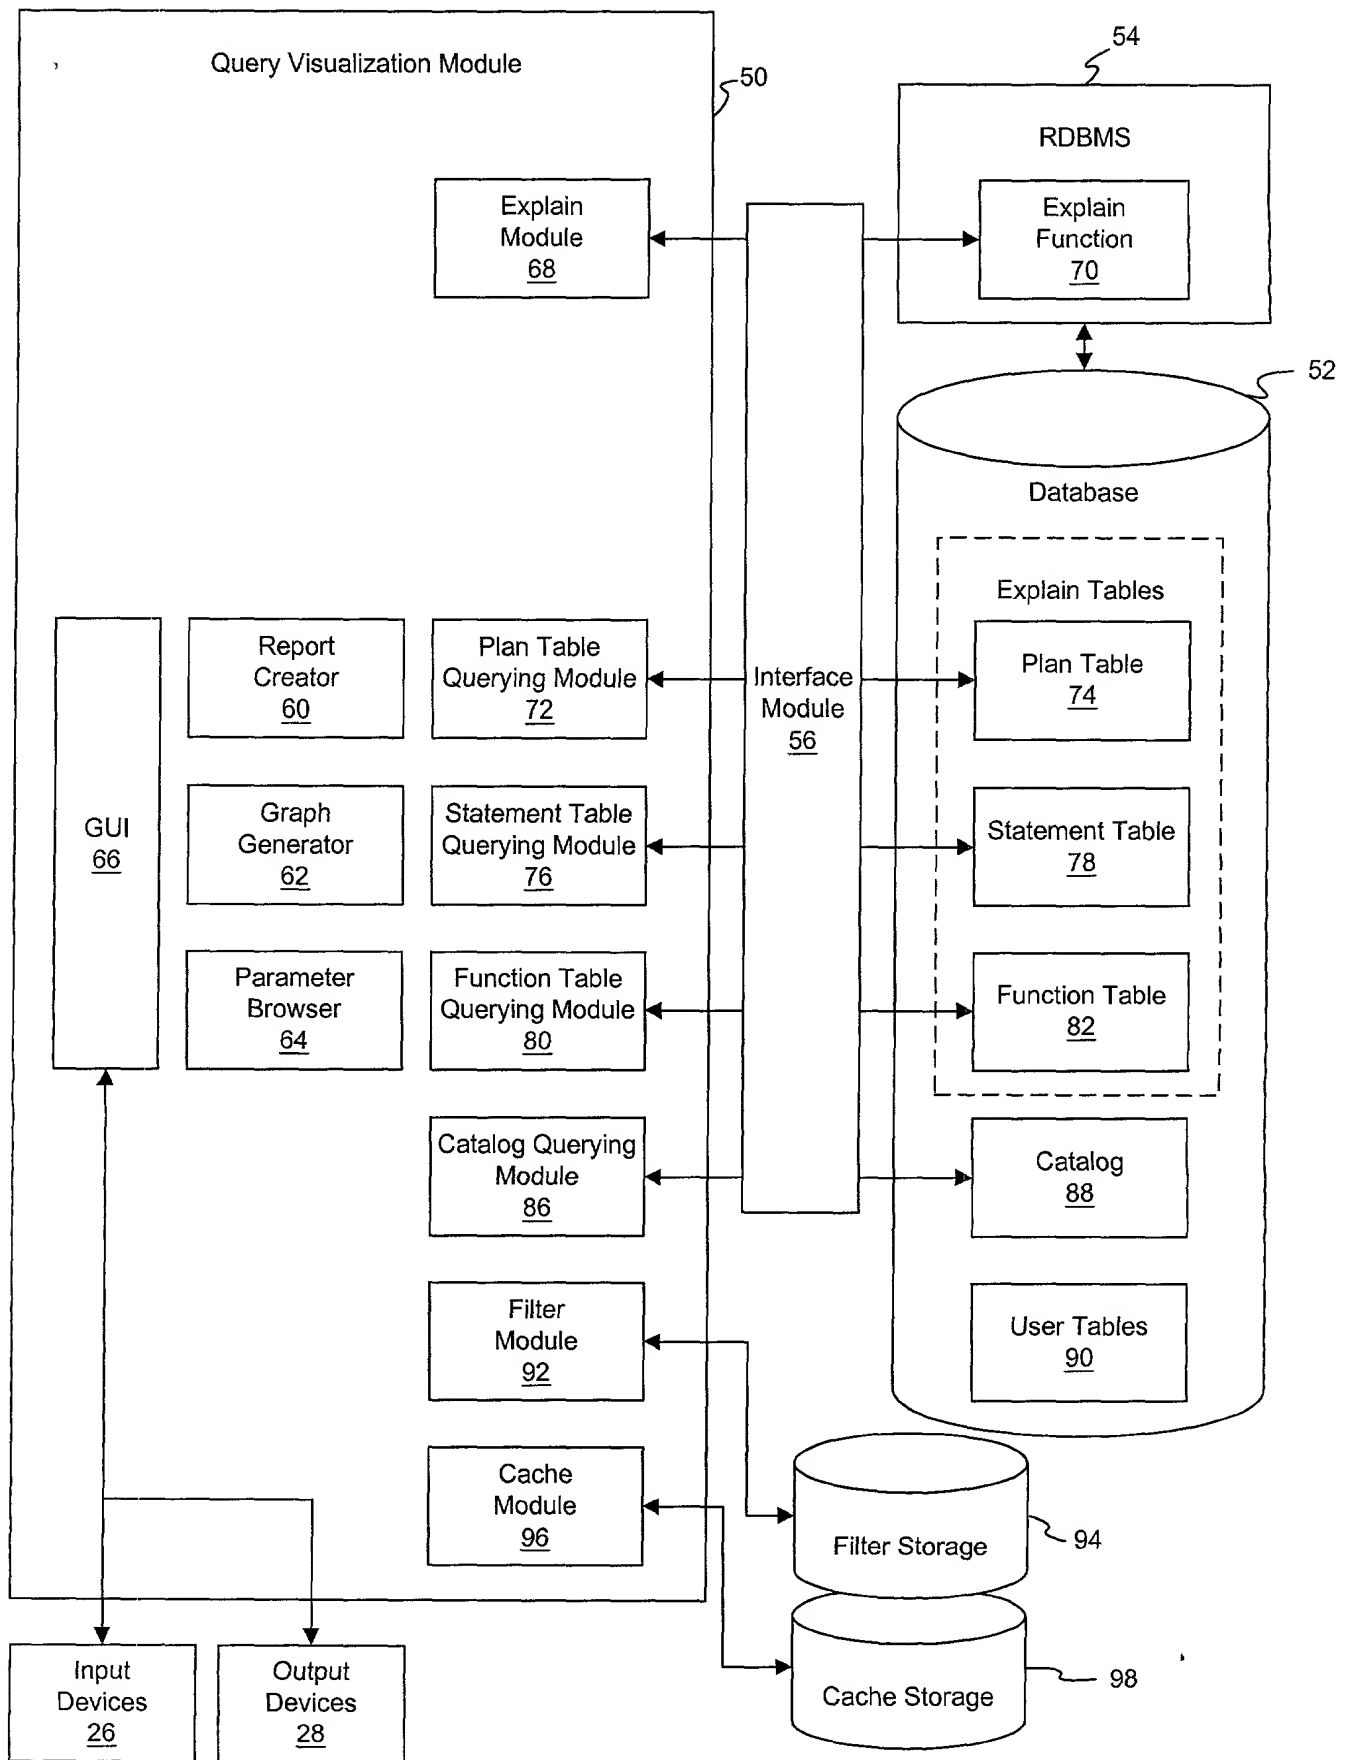 Query Visualization Module
50
54
RDBMS
Explain
Module
68
Explain
Function
70
52
Database
Explain Tables
Report
Creator
60
Plan Table
Querying Module
72
Interface
Module
56
Plan Table
74
GUI
66
Graph
Generator
62
Statement Table
Querying Module
76
Statement Table
78
Parameter
Browser
64
Function Table
Querying Module
80
Function Table
82
Catalog Querying
Module
86
Catalog
88
Filter
Module
92
User Tables
90
Cache
Module
96
Filter Storage
94
Input
Devices
26
Output
Devices
28
Cache Storage
98